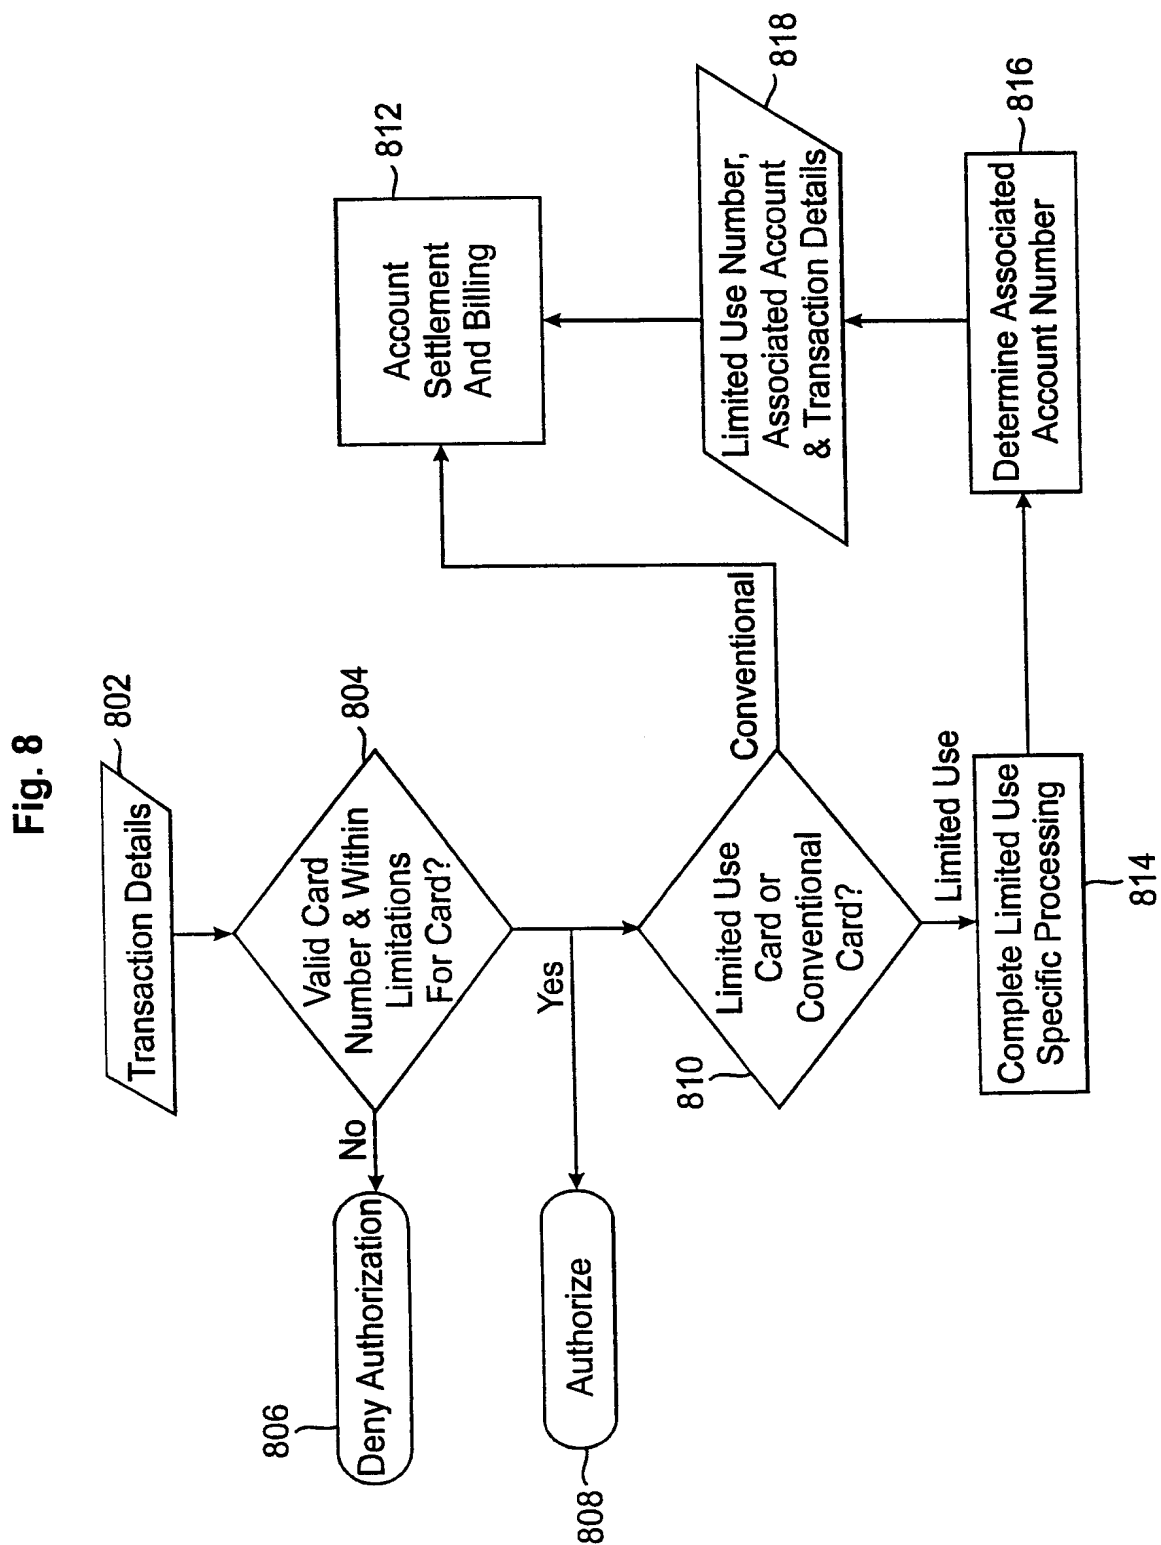 Fig. 8
802
Transaction Details
804
Valid Card
Number & Within
Limitations
For Card?
No
806
Deny Authorization
Yes
808
Authorize
810
Limited Use
Card or
Conventional
Card?
Conventional
812
Account
Settlement
And Billing
Limited Use
Complete Limited Use
Specific Processing
814
816
Determine Associated
Account Number
818
Limited Use Number,
Associated Account
& Transaction Details